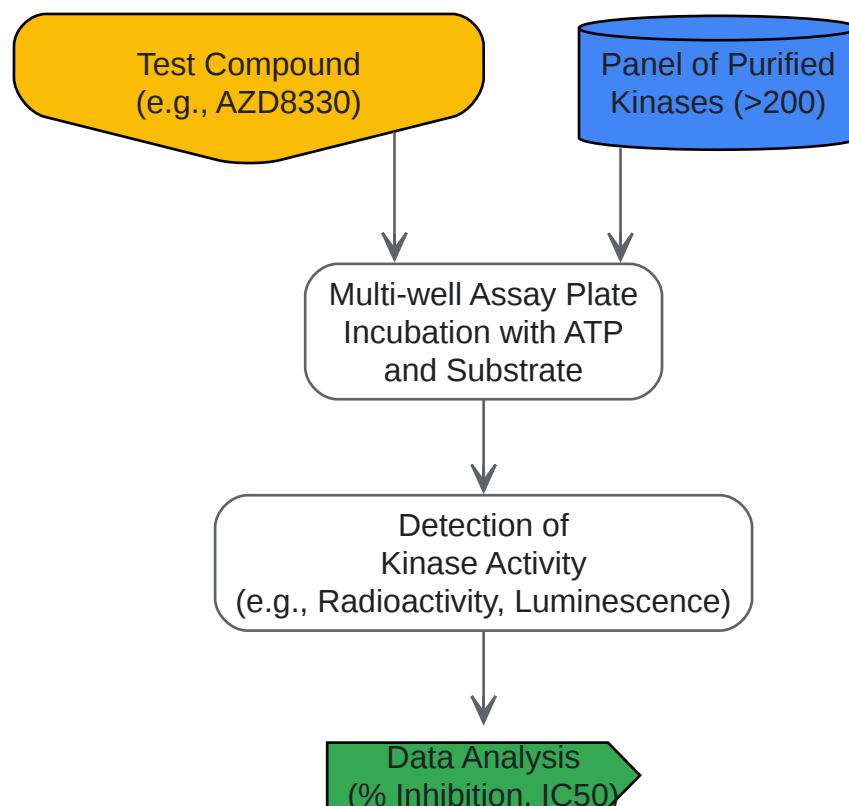 Test Compound
(e.g., AZD8330)
Panel of Purified
Kinases (>200)
Multi-well Assay Plate
Incubation with ATP
and Substrate
Detection of
Kinase Activity
(e.g., Radioactivity, Luminescence)
Data Analysis
(% Inhibition, IC50)